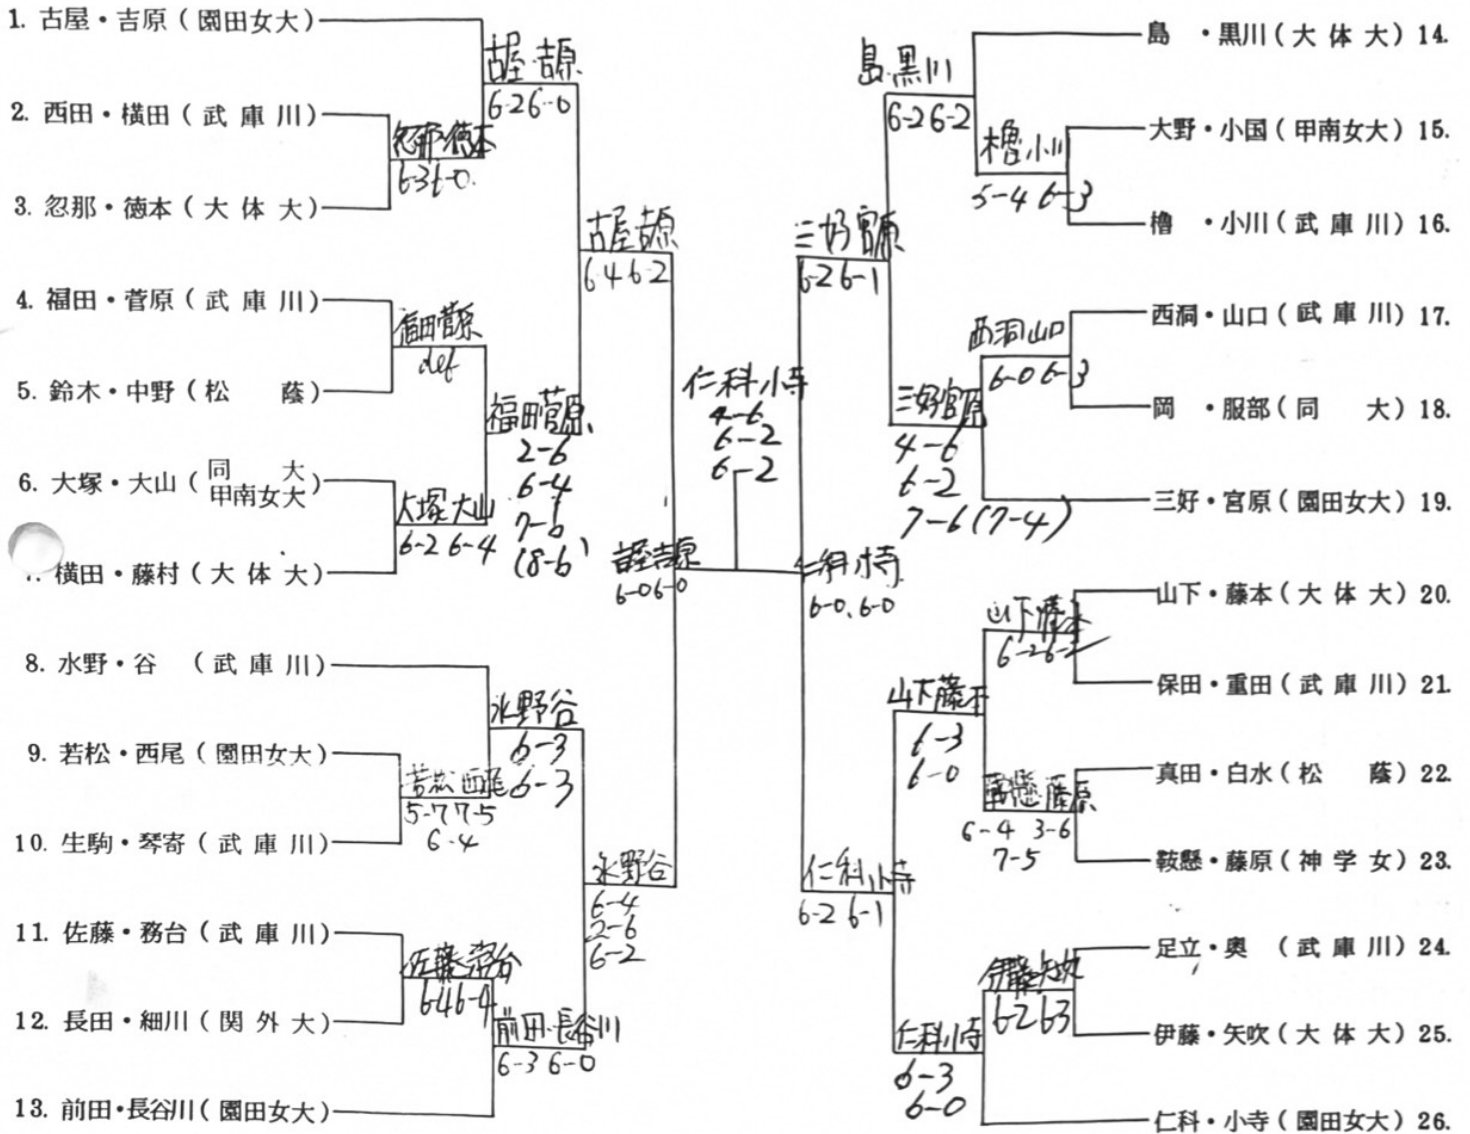 1. 古屋・吉原(園田女大)
2. 西田・横田(武庫川)
3. 忽那・徳本(大体大)
4. 福田・菅原(武庫川)
5. 鈴木・中野(松 蔭)
6. 大塚・大山(同 大 甲南女大)
横田・藤村(大体大)
8. 水野・谷 (武庫川)
9. 若松・西尾(園田女大)
10. 生駒・琴寄(武庫川)
11. 佐藤・務台(武庫川)
12. 長田・細川(関外大)
13. 前田・長谷川(園田女大)
忽那・徳本
6-3 6-0.
福田菅原
def
大塚大山
6-2 6-4
若松西尾
5-7 7-5
6-4
佐藤務台
6-4 6-4
古屋・吉原
6-2 6-0
福田菅原
2-6
6-4
7-6
(8-6)
水野谷
6-3
6-3
前田・長谷川
6-3 6-0
古屋吉原
6-4 6-2
水野谷
6-4
2-6
6-2
古屋吉原
6-0 6-0
仁科小寺
4-6
6-2
6-2
仁科小寺
6-0, 6-0
三好宮原
6-2 6-1
仁科小寺
6-2 6-1
島・黒川
6-2 6-2
三好宮原
4-6
6-2
7-6(7-4)
山下藤本
6-3
6-0
仁科小寺
6-3
6-0
櫓小川
5-4 6-3
西洞山口
6-0 6-3
山下藤本
6-2 6-2
鞍懸藤原
6-4 3-6
7-5
伊藤矢吹
6-2 6-3
島 ・黒川(大体大)14.
大野・小国(甲南女大)15.
櫓 ・小川(武庫川)16.
西洞・山口(武庫川)17.
岡 ・服部(同 大)18.
三好・宮原(園田女大)19.
山下・藤本(大体大)20.
保田・重田(武庫川)21.
真田・白水(松 蔭)22.
鞍懸・藤原(神学女)23.
足立・奥 (武庫川)24.
伊藤・矢吹(大体大)25.
仁科・小寺(園田女大)26.